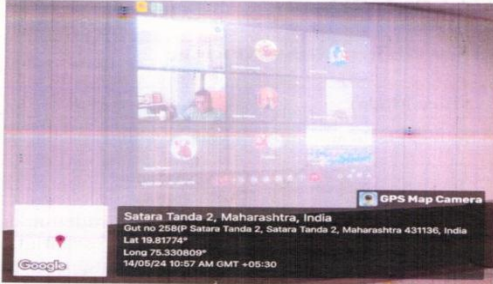 GPS Map Camera
Satara Tanda 2, Maharashtra, India
Gut no 258(P Satara Tanda 2, Satara Tanda 2, Maharashtra 431136, India
Lat 19.81774°
Long 75.330809°
14/05/24 10:57 AM GMT +05:30
Google